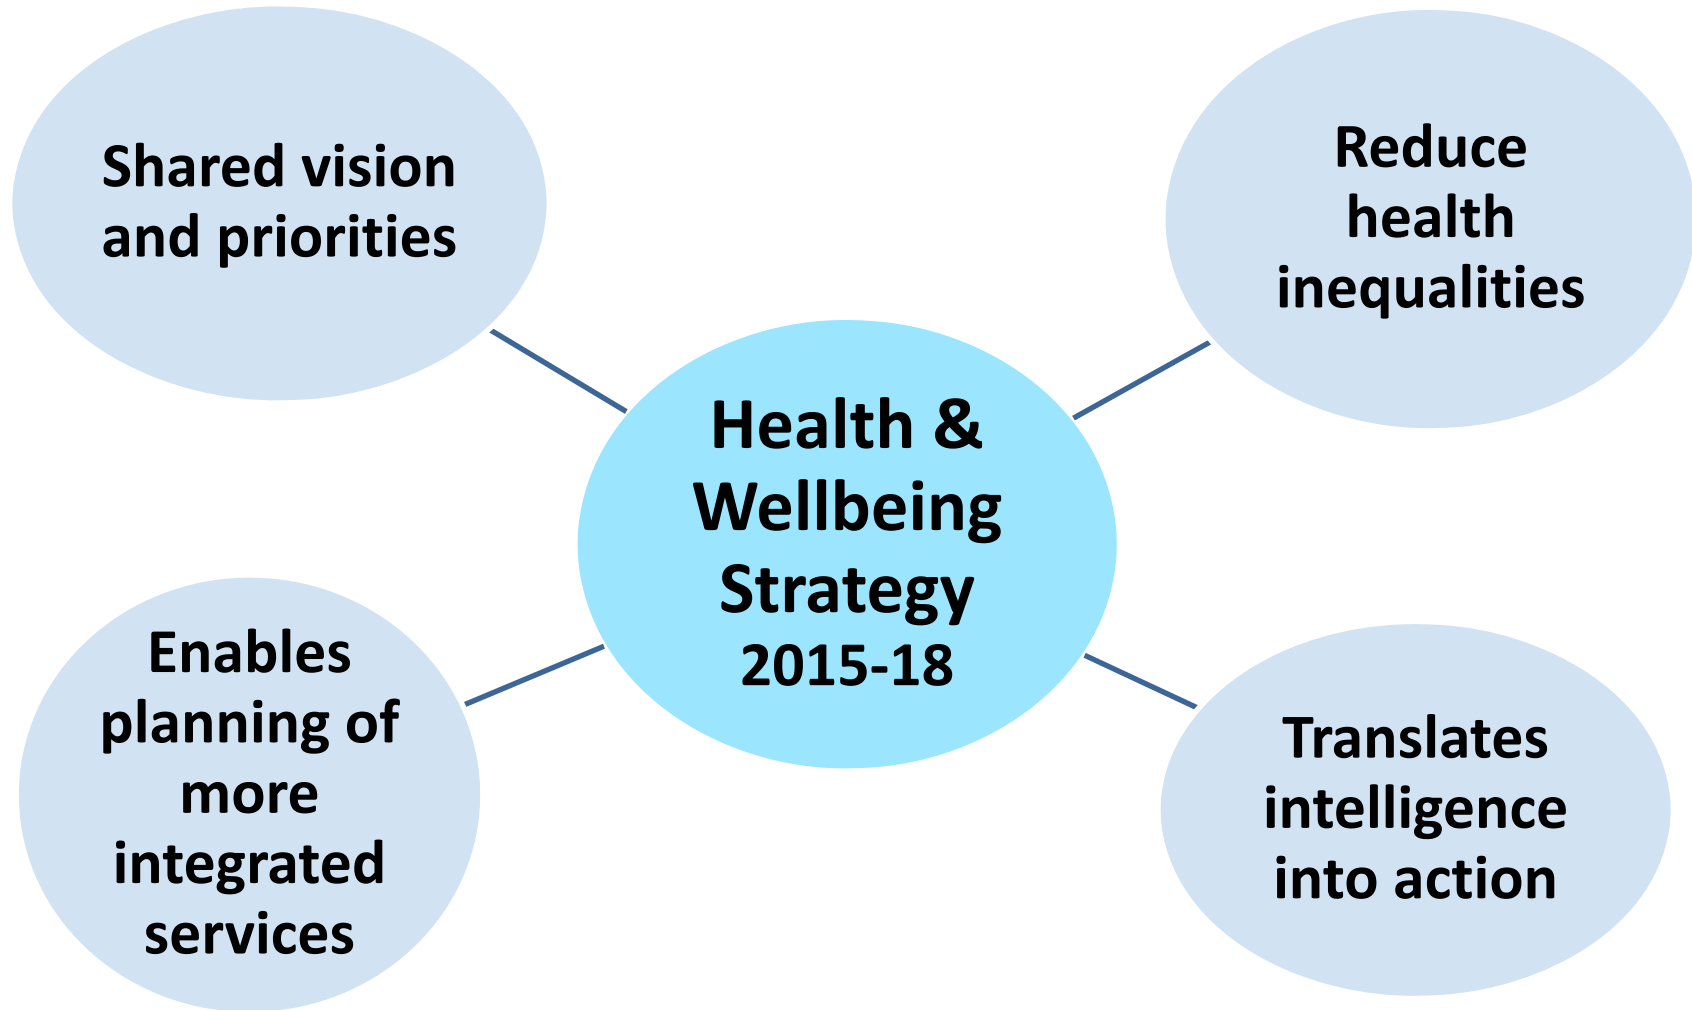 Shared vision
and priorities
Reduce
health
inequalities
Health &
Wellbeing
Strategy
2015-18
Enables
planning of
more
integrated
services
Translates
intelligence
into action